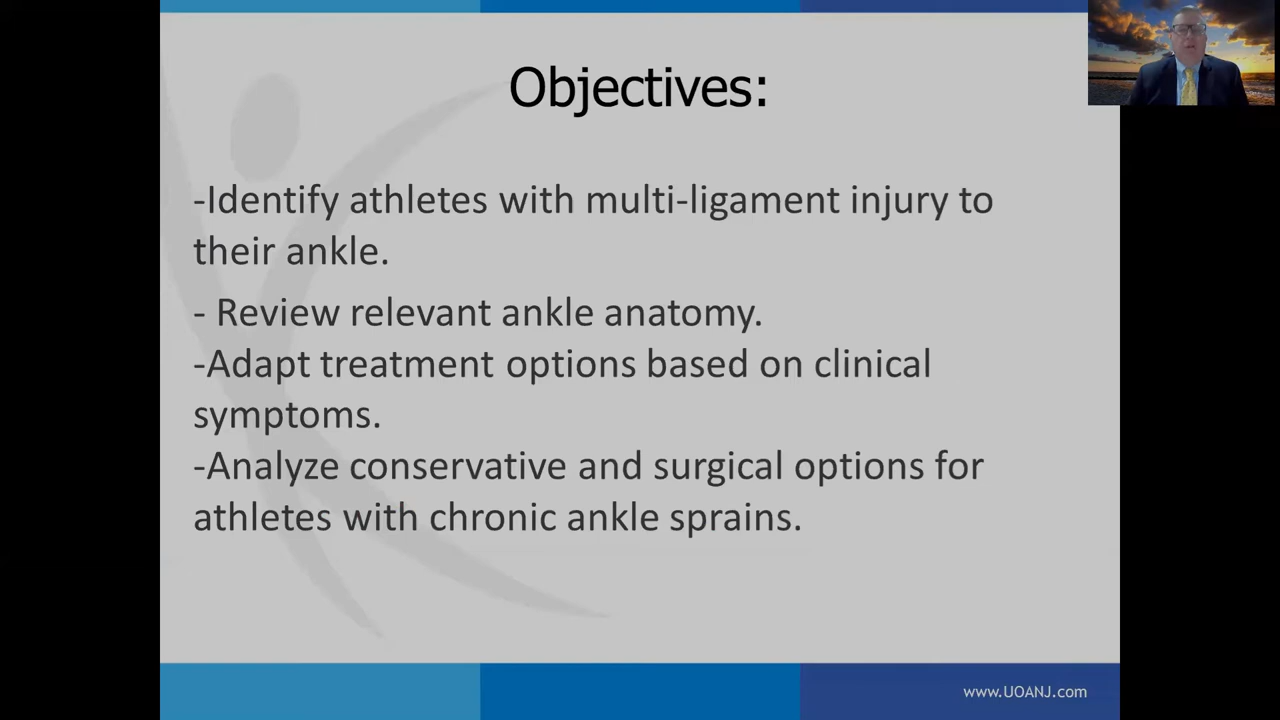 Objectives:
-Identify athletes with multi-ligament injury to
their ankle.
- Review relevant ankle anatomy.
-Adapt treatment options based on clinical
symptoms.
-Analyze conservative and surgical options for
athletes with chronic ankle sprains.
www.UOANJ.com